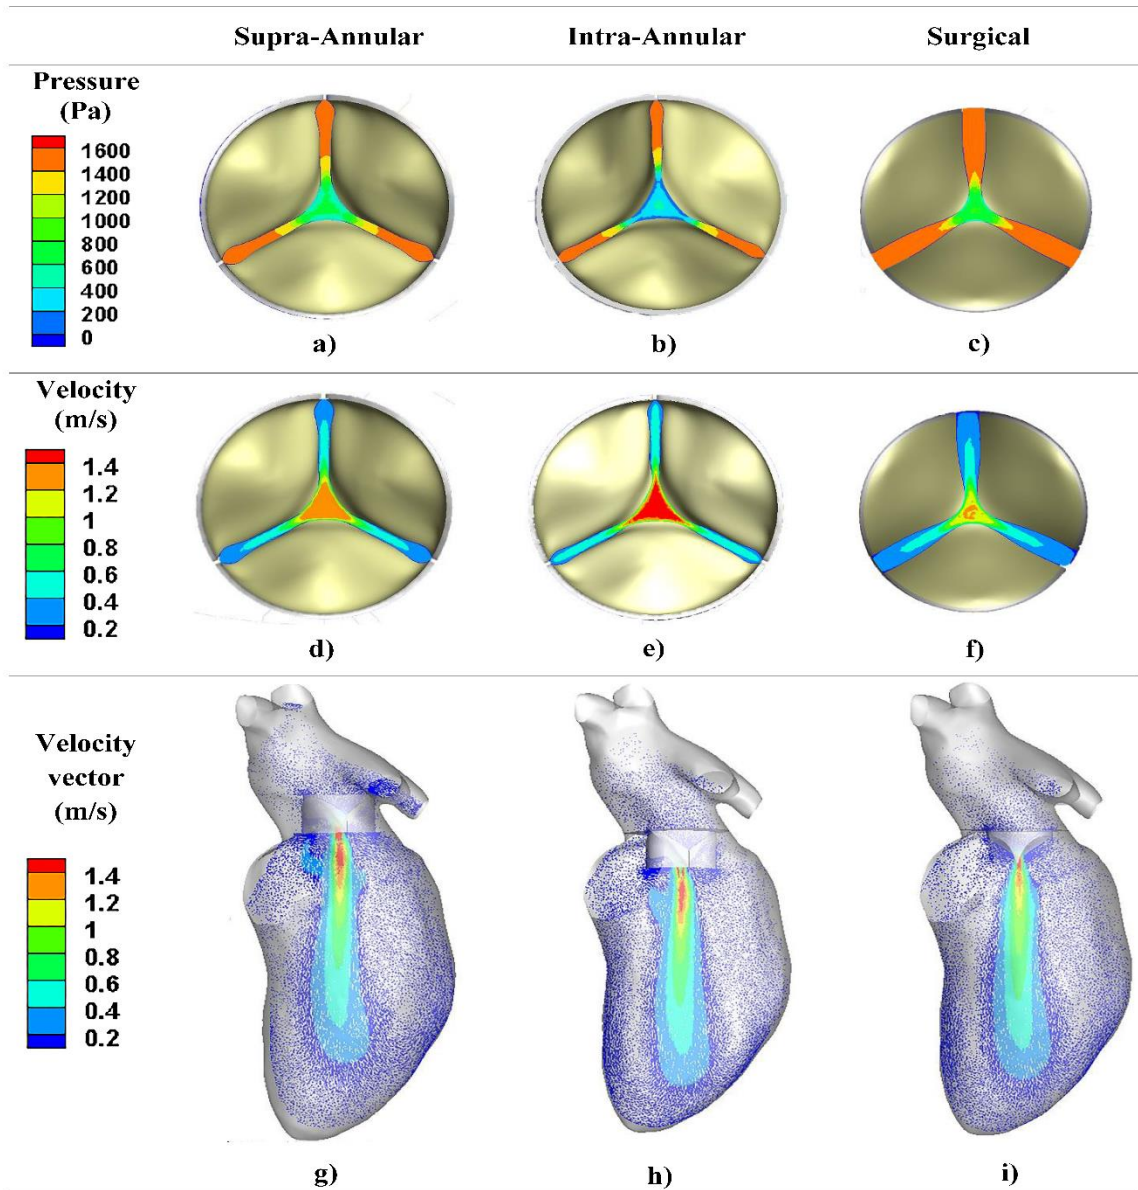 Supra-Annular Intra-Annular Surgical
Pressure
(Pa)
1600
1400
1200
1000
800
600
400
200
0
a) b) c)
Velocity
(m/s)
1.4
1.2
1
0.8
0.6
0.4
0.2
d) e) f)
Velocity
vector
(m/s)
1.4
1.2
1
0.8
0.6
0.4
0.2
g) h) i)